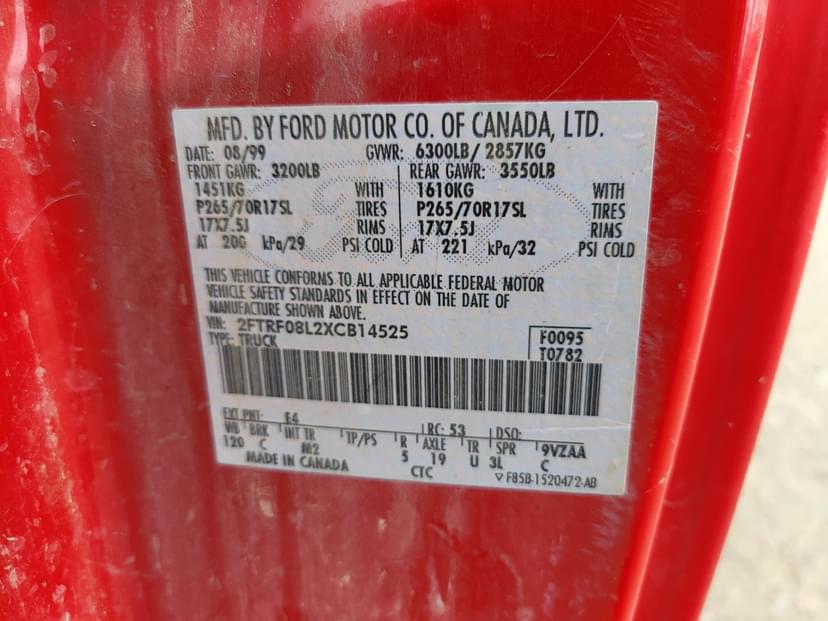 MFD. BY FORD MOTOR CO. OF CANADA, LTD.
DATE: 08/99 GVWR: 6300LB/ 2857KG
FRONT GAWR: 3200LB REAR GAWR: 3550LB
1451KG WITH 1610KG WITH
P265/70R17SL TIRES P265/70R17SL TIRES
17X7.5J RIMS 17X7.5J RIMS
AT 200 kPa/29 PSI COLD AT 221 kPa/32 PSI COLD
THIS VEHICLE CONFORMS TO ALL APPLICABLE FEDERAL MOTOR
VEHICLE SAFETY STANDARDS IN EFFECT ON THE DATE OF
MANUFACTURE SHOWN ABOVE.
VIN: 2FTRF08L2XCB14525
TYPE: TRUCK
F0095
T0782
EXT PNT: E4 RC: 53 DSO:
WB BRK INT TR TP/PS R AXLE TR SPR 9VZAA
120 C M2 5 19 U 3L C
MADE IN CANADA CTC F85B-1520472-AB